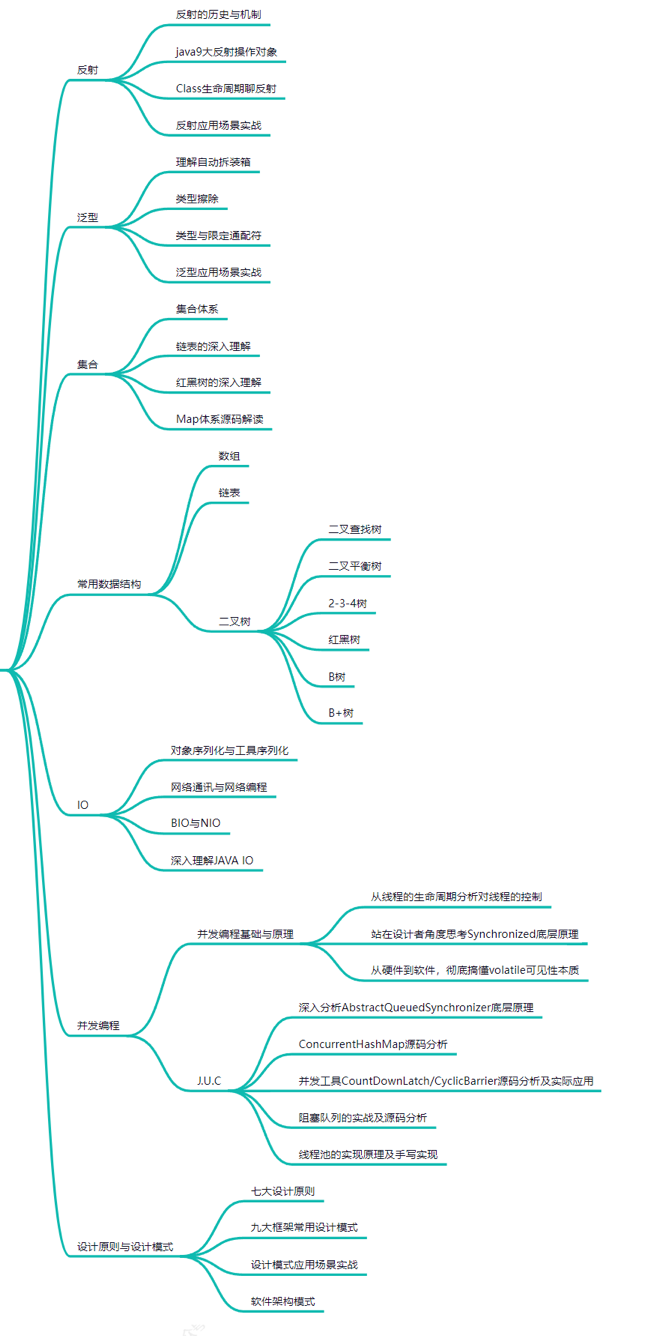 反射的历史与机制
java9大反射操作对象
反射
Class生命周期聊反射
反射应用场景实战
理解自动拆装箱
类型擦除
泛型
类型与限定通配符
泛型应用场景实战
集合体系
链表的深入理解
集合
红黑树的深入理解
Map体系源码解读
数组
链表
二叉查找树
二叉平衡树
常用数据结构
2-3-4树
二叉树
红黑树
B树
B+树
对象序列化与工具序列化
网络通讯与网络编程
IO
BIO与NIO
深入理解JAVA IO
从线程的生命周期分析对线程的控制
并发编程基础与原理
站在设计者角度思考Synchronized底层原理
从硬件到软件，彻底搞懂volatile可见性本质
深入分析AbstractQueuedSynchronizer底层原理
并发编程
ConcurrentHashMap源码分析
J.U.C
并发工具CountDownLatch/CyclicBarrier源码分析及实际应用
阻塞队列的实战及源码分析
线程池的实现原理及手写实现
七大设计原则
九大框架常用设计模式
设计原则与设计模式
设计模式应用场景实战
软件架构模式